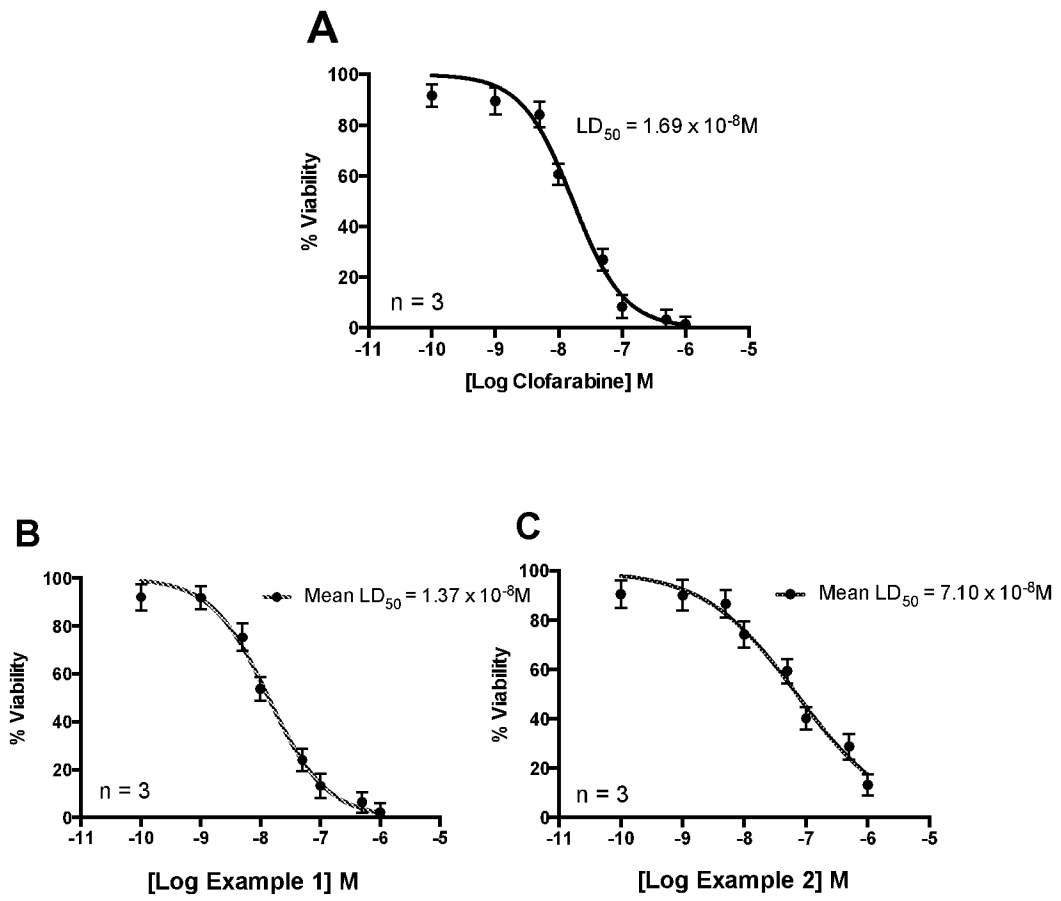 A
100
80
60
40
20
0
% Viability
LD50 = 1.69 x 10-8M
n = 3
-11 -10 -9 -8 -7 -6 -5
[Log Clofarabine] M
B
100
80
60
40
20
0
% Viability
Mean LD50 = 1.37 x 10-8M
n = 3
-11 -10 -9 -8 -7 -6 -5
[Log Example 1] M
C
100
80
60
40
20
0
% Viability
Mean LD50 = 7.10 x 10-8M
n = 3
-11 -10 -9 -8 -7 -6 -5
[Log Example 2] M